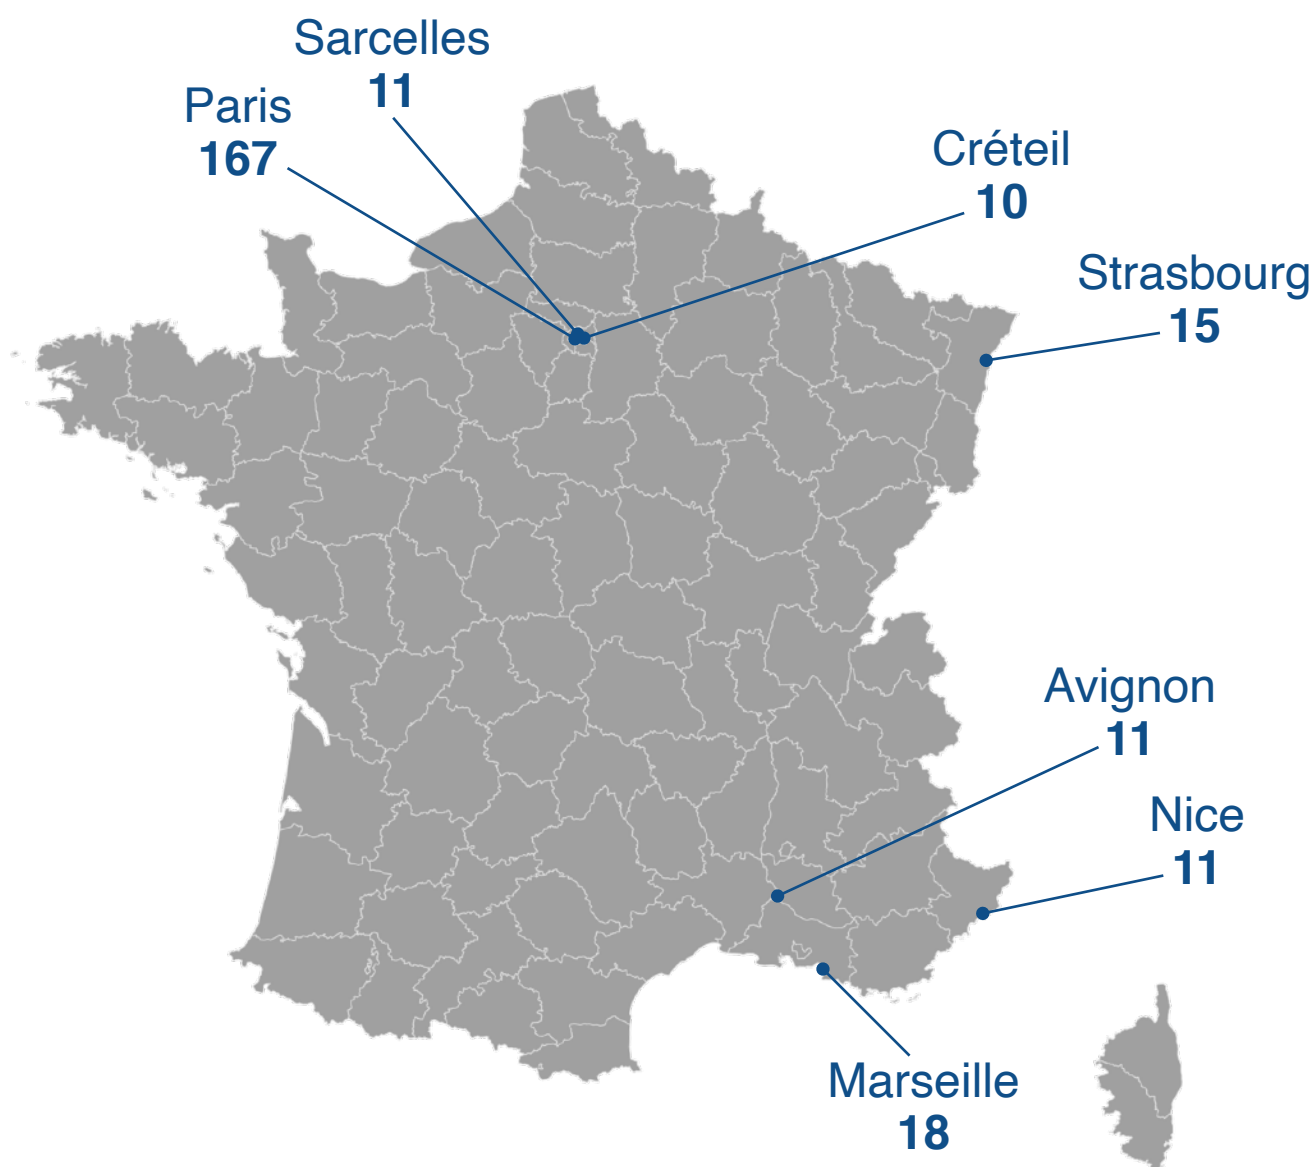 Sarcelles
11
Paris
167
Créteil
10
Strasbourg
15
Avignon
11
Nice
11
Marseille
18